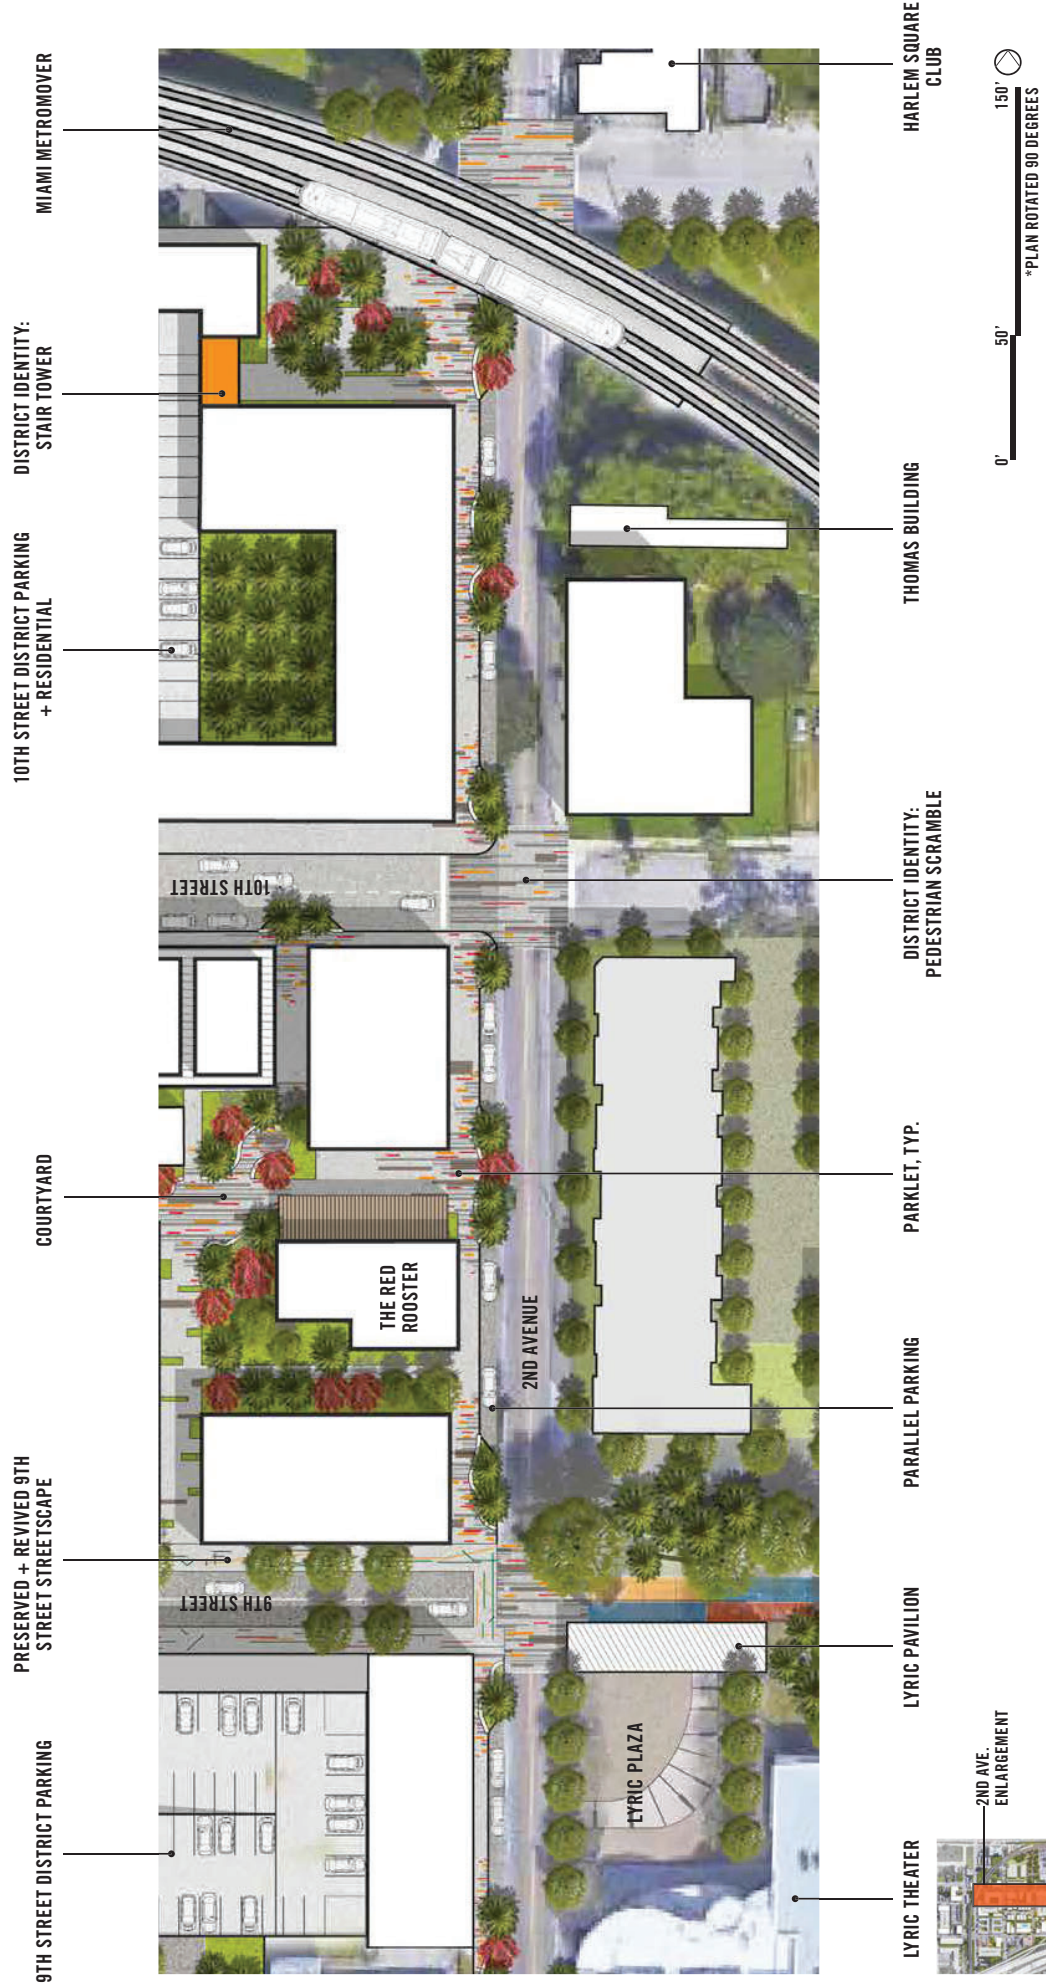 9TH STREET DISTRICT PARKING
PRESERVED + REVIVED 9TH
STREET STREETSCAPE
COURTYARD
10TH STREET DISTRICT PARKING
+ RESIDENTIAL
DISTRICT IDENTITY:
STAIR TOWER
MIAMI METROMOVER
9TH STREET
10TH STREET
THE RED
ROOSTER
2ND AVENUE
LYRIC PLAZA
LYRIC THEATER
LYRIC PAVILION
PARALLEL PARKING
PARKLET, TYP.
DISTRICT IDENTITY:
PEDESTRIAN SCRAMBLE
THOMAS BUILDING
HARLEM SQUARE
CLUB
2ND AVE.
ENLARGEMENT
0'
50'
150'
*PLAN ROTATED 90 DEGREES